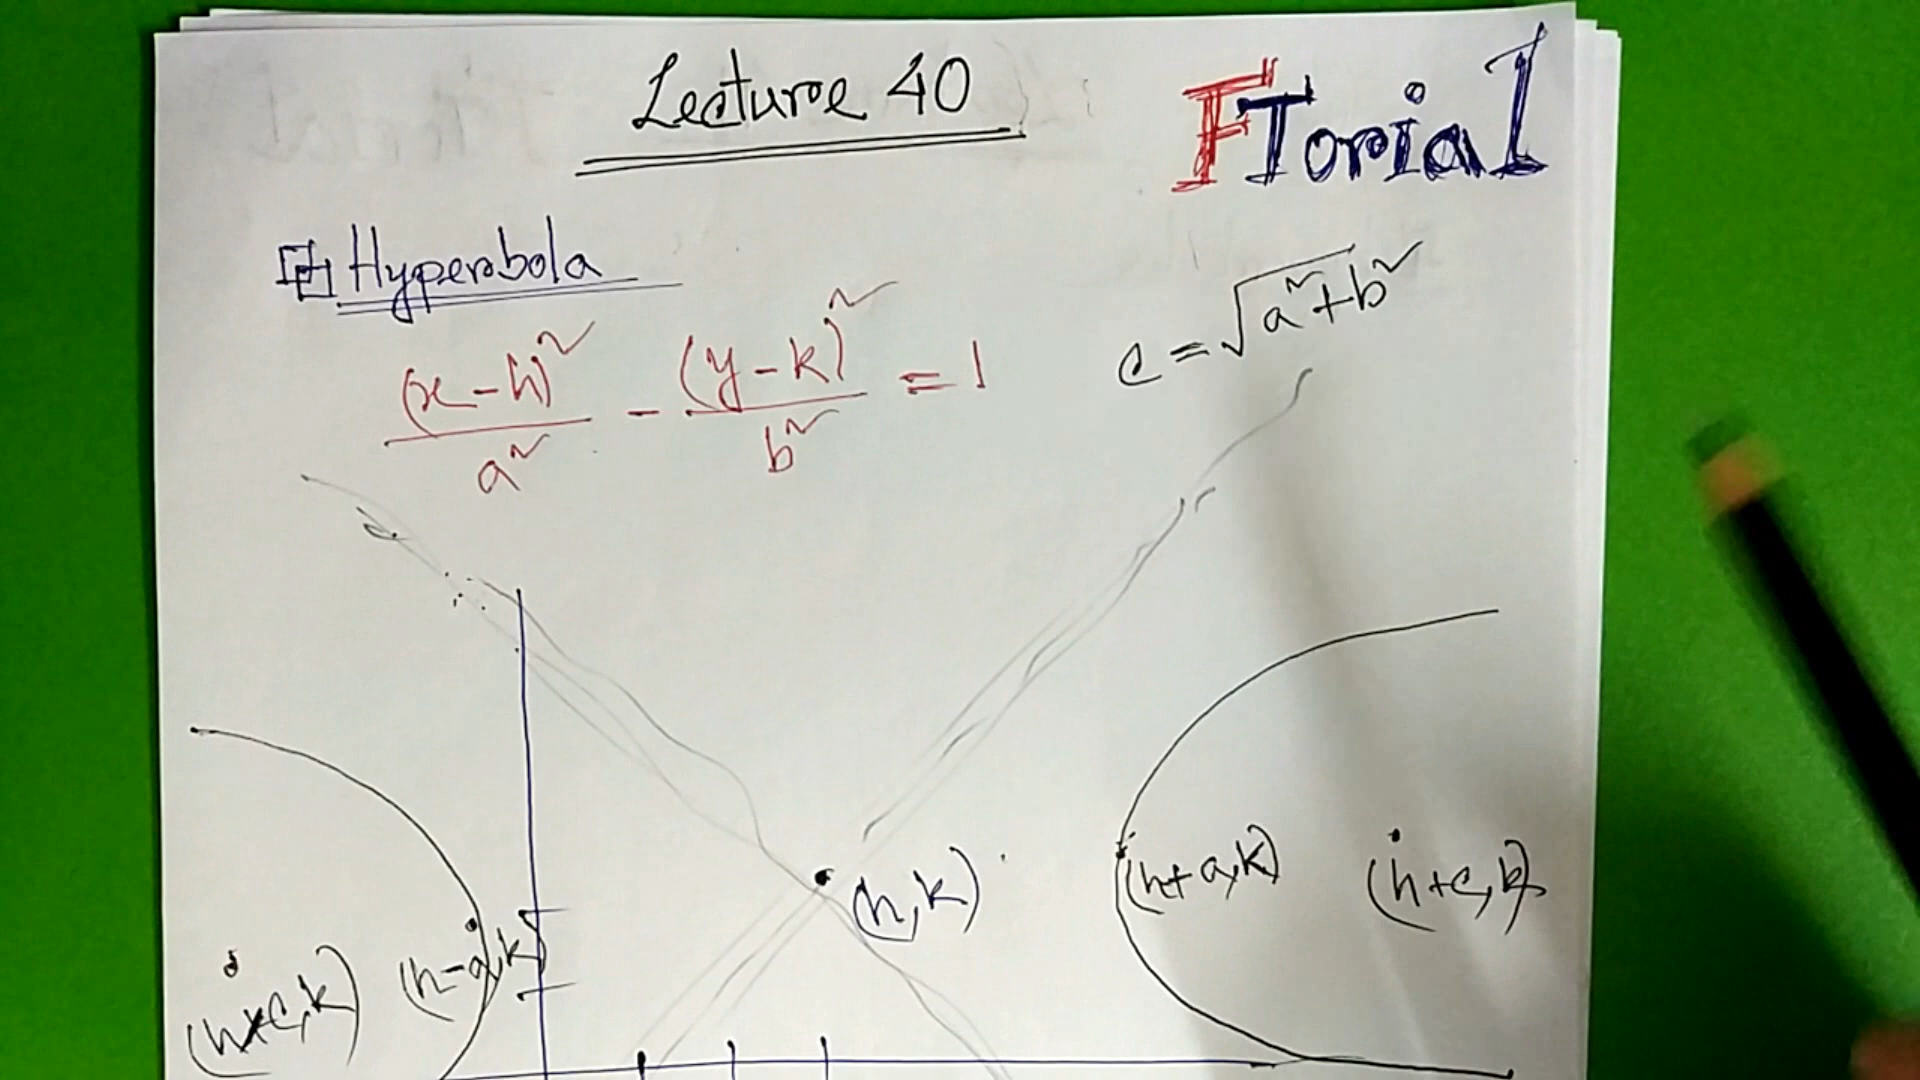 Lecture 40
FTorial
Hyperbola
(x-h)²/a² - (y-k)²/b² = 1
c = √a²+b²
(h,k)
(h+a,k)
(h+c,k)
(h-a,k)